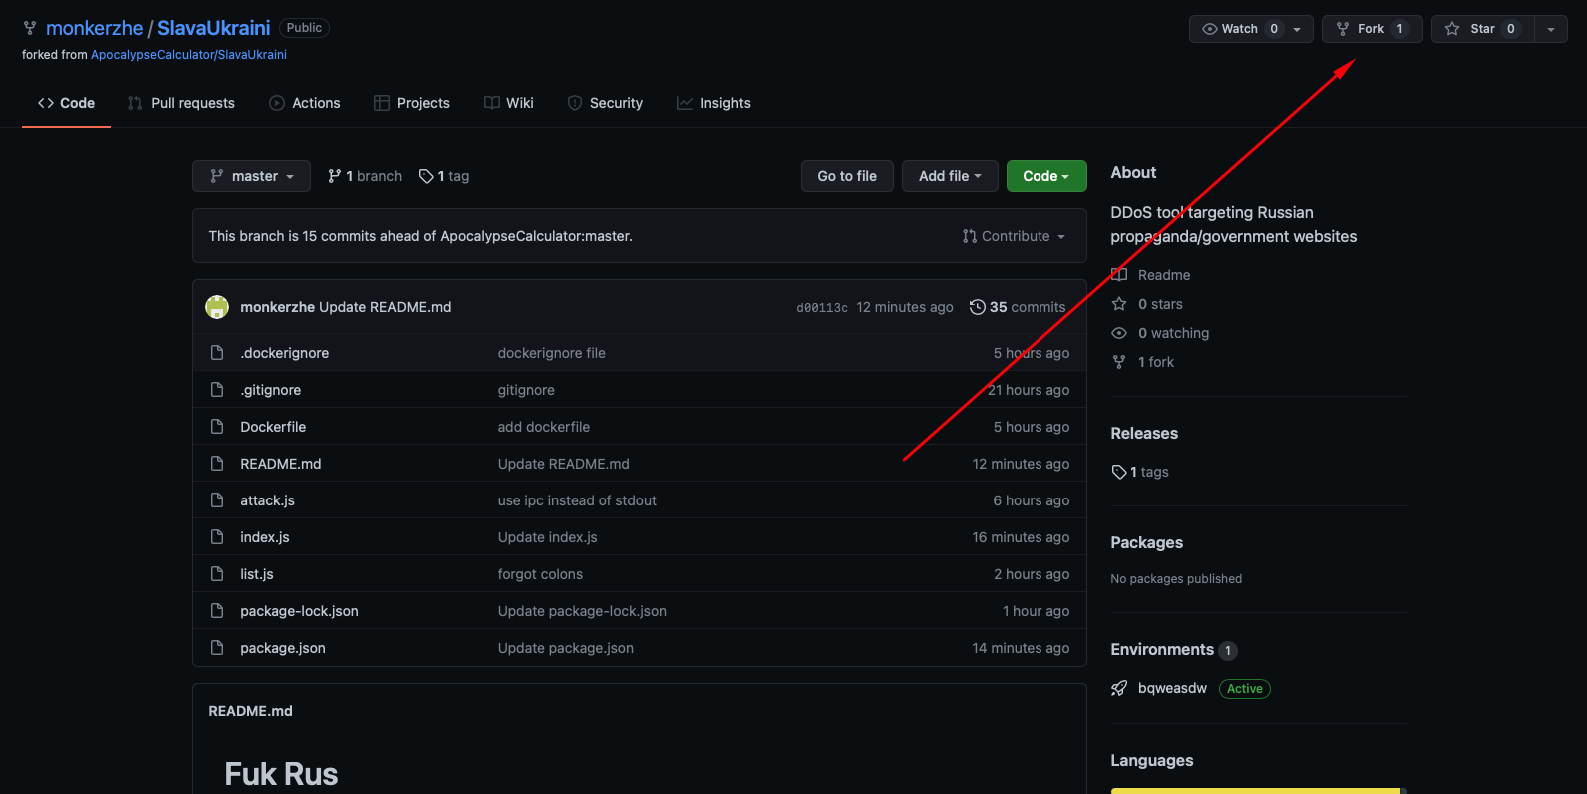 monkerzhe / SlavaUkraini Public
Watch 0 Fork 1 Star 0
forked from ApocalypseCalculator/SlavaUkraini
<> Code Pull requests Actions Projects Wiki Security Insights
master 1 branch 1 tag Go to file Add file Code
This branch is 15 commits ahead of ApocalypseCalculator:master. Contribute
monkerzhe Update README.md d00113c 12 minutes ago 35 commits
.dockerignore dockerignore file 5 hours ago
.gitignore gitignore 21 hours ago
Dockerfile add dockerfile 5 hours ago
README.md Update README.md 12 minutes ago
attack.js use ipc instead of stdout 6 hours ago
index.js Update index.js 16 minutes ago
list.js forgot colons 2 hours ago
package-lock.json Update package-lock.json 1 hour ago
package.json Update package.json 14 minutes ago
README.md
Fuk Rus
About
DDoS tool targeting Russian
propaganda/government websites
Readme
0 stars
0 watching
1 fork
Releases
1 tags
Packages
No packages published
Environments 1
bqweasdw Active
Languages